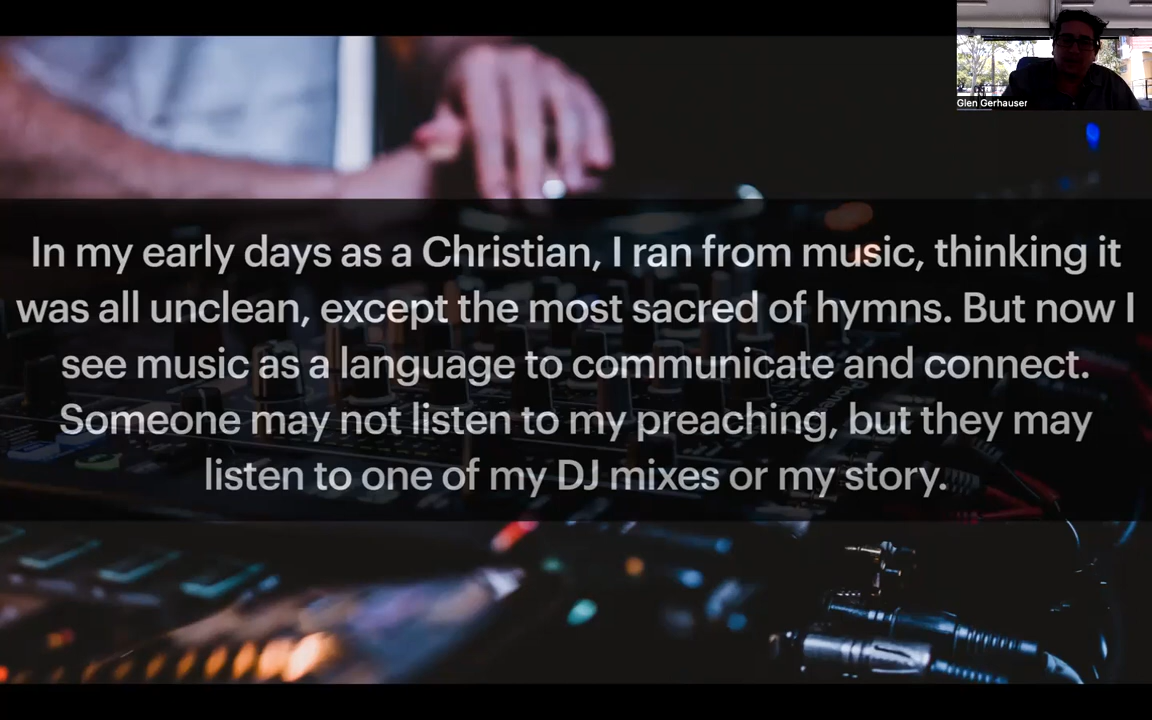 Glen Gerhauser
In my early days as a Christian, I ran from music, thinking it
was all unclean, except the most sacred of hymns. But now I
see music as a language to communicate and connect.
Someone may not listen to my preaching, but they may
listen to one of my DJ mixes or my story.